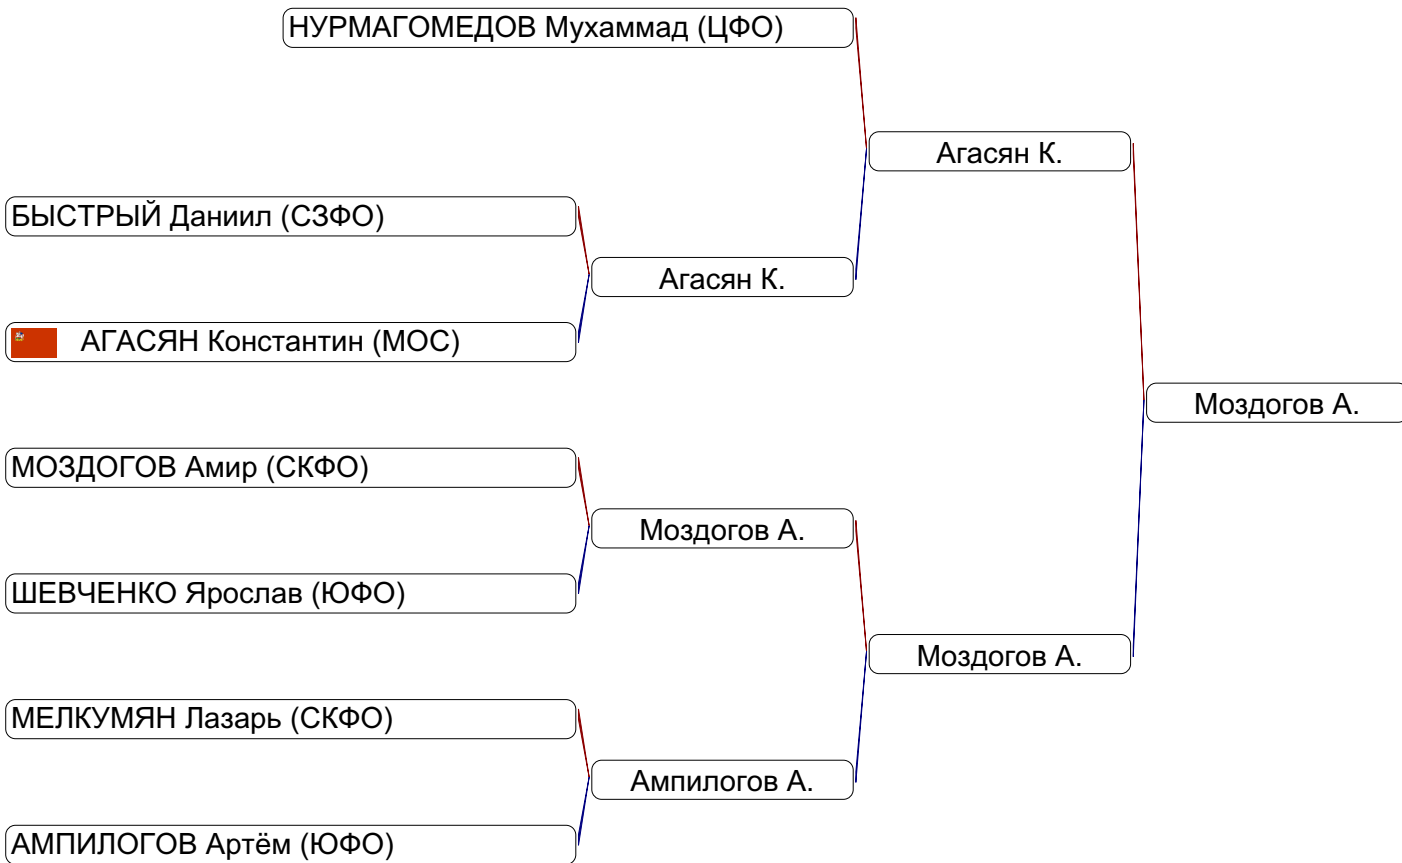 НУРМАГОМЕДОВ Мухаммад (ЦФО)
Агасян К.
БЫСТРЫЙ Даниил (СЗФО)
Агасян К.
АГАСЯН Константин (МОС)
Моздогов А.
МОЗДОГОВ Амир (СКФО)
Моздогов А.
ШЕВЧЕНКО Ярослав (ЮФО)
Моздогов А.
МЕЛКУМЯН Лазарь (СКФО)
Ампилогов А.
АМПИЛОГОВ Артём (ЮФО)